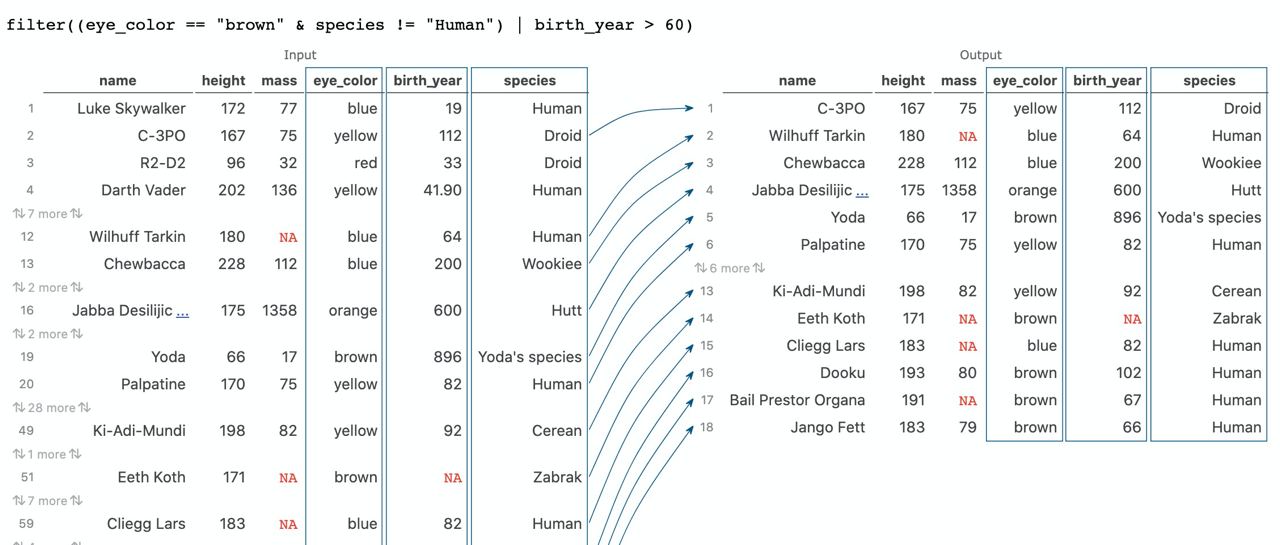 filter((eye_color == "brown" & species != "Human") | birth_year > 60)
Input
name height mass eye_color birth_year species
1 Luke Skywalker 172 77 blue 19 Human
2 C-3PO 167 75 yellow 112 Droid
3 R2-D2 96 32 red 33 Droid
4 Darth Vader 202 136 yellow 41.90 Human
⇅ 7 more ⇅
12 Wilhuff Tarkin 180 NA blue 64 Human
13 Chewbacca 228 112 blue 200 Wookiee
⇅ 2 more ⇅
16 Jabba Desilijic ... 175 1358 orange 600 Hutt
⇅ 2 more ⇅
19 Yoda 66 17 brown 896 Yoda's species
20 Palpatine 170 75 yellow 82 Human
⇅ 28 more ⇅
49 Ki-Adi-Mundi 198 82 yellow 92 Cerean
⇅ 1 more ⇅
51 Eeth Koth 171 NA brown NA Zabrak
⇅ 7 more ⇅
59 Cliegg Lars 183 NA blue 82 Human
Output
name height mass eye_color birth_year species
1 C-3PO 167 75 yellow 112 Droid
2 Wilhuff Tarkin 180 NA blue 64 Human
3 Chewbacca 228 112 blue 200 Wookiee
4 Jabba Desilijic ... 175 1358 orange 600 Hutt
5 Yoda 66 17 brown 896 Yoda's species
6 Palpatine 170 75 yellow 82 Human
⇅ 6 more ⇅
13 Ki-Adi-Mundi 198 82 yellow 92 Cerean
14 Eeth Koth 171 NA brown NA Zabrak
15 Cliegg Lars 183 NA blue 82 Human
16 Dooku 193 80 brown 102 Human
17 Bail Prestor Organa 191 NA brown 67 Human
18 Jango Fett 183 79 brown 66 Human